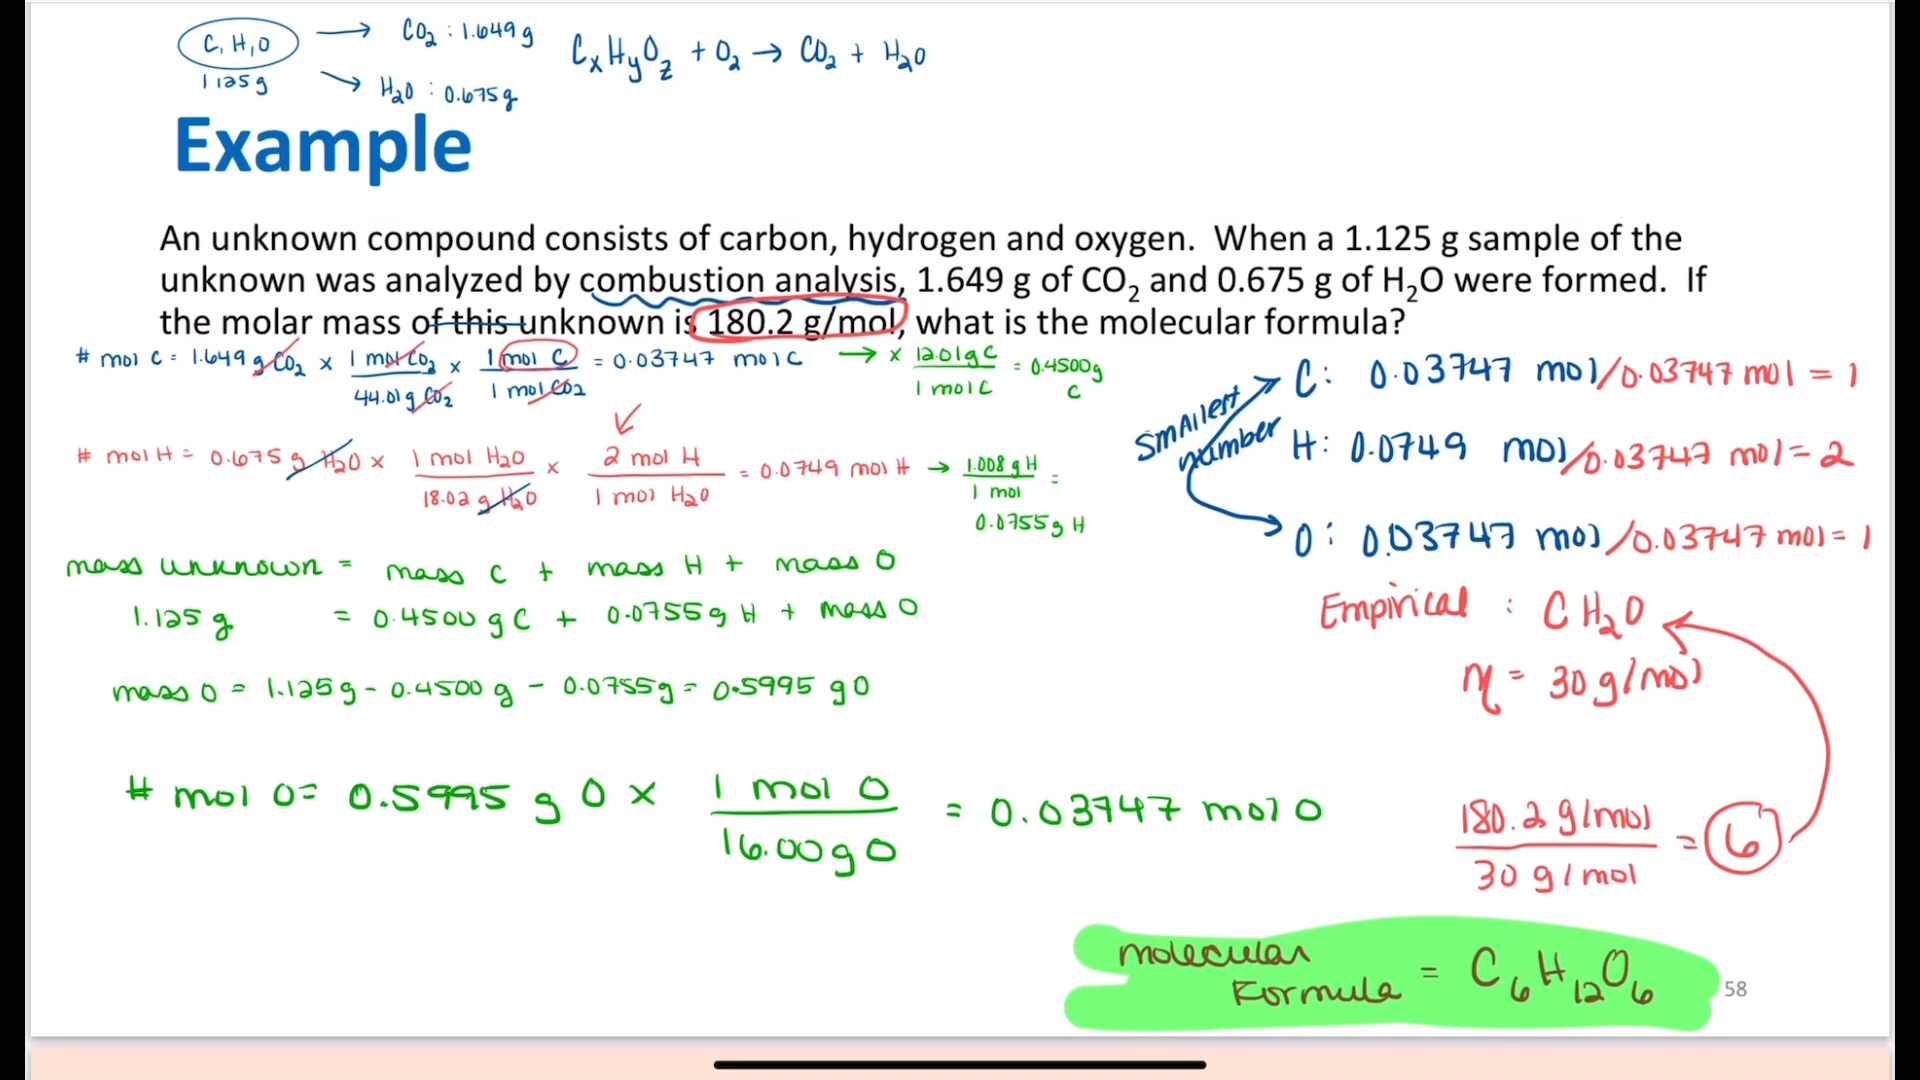 C, H, O → CO₂ : 1.649 g
1.125 g → H₂O : 0.675 g
CₓHᵧO_z + O₂ → CO₂ + H₂O
Example
An unknown compound consists of carbon, hydrogen and oxygen. When a 1.125 g sample of the
unknown was analyzed by combustion analysis, 1.649 g of CO₂ and 0.675 g of H₂O were formed. If
the molar mass of this unknown is 180.2 g/mol, what is the molecular formula?
# mol C = 1.649 g CO₂ × 1 mol CO₂ / 44.01 g CO₂ × 1 mol C / 1 mol CO₂ = 0.03747 mol C → × 12.01 g C / 1 mol C = 0.4500 g C
# mol H = 0.675 g H₂O × 1 mol H₂O / 18.02 g H₂O × 2 mol H / 1 mol H₂O = 0.0749 mol H → 1.008 g H / 1 mol = 0.0755 g H
mass unknown = mass C + mass H + mass O
1.125 g = 0.4500 g C + 0.0755 g H + mass O
mass O = 1.125 g - 0.4500 g - 0.0755 g = 0.5995 g O
# mol O = 0.5995 g O × 1 mol O / 16.00 g O = 0.03747 mol O
smallest number
C: 0.03747 mol / 0.03747 mol = 1
H: 0.0749 mol / 0.03747 mol = 2
O: 0.03747 mol / 0.03747 mol = 1
Empirical : CH₂O
η = 30 g/mol
180.2 g/mol / 30 g/mol = 6
molecular
Formula = C₆H₁₂O₆
58